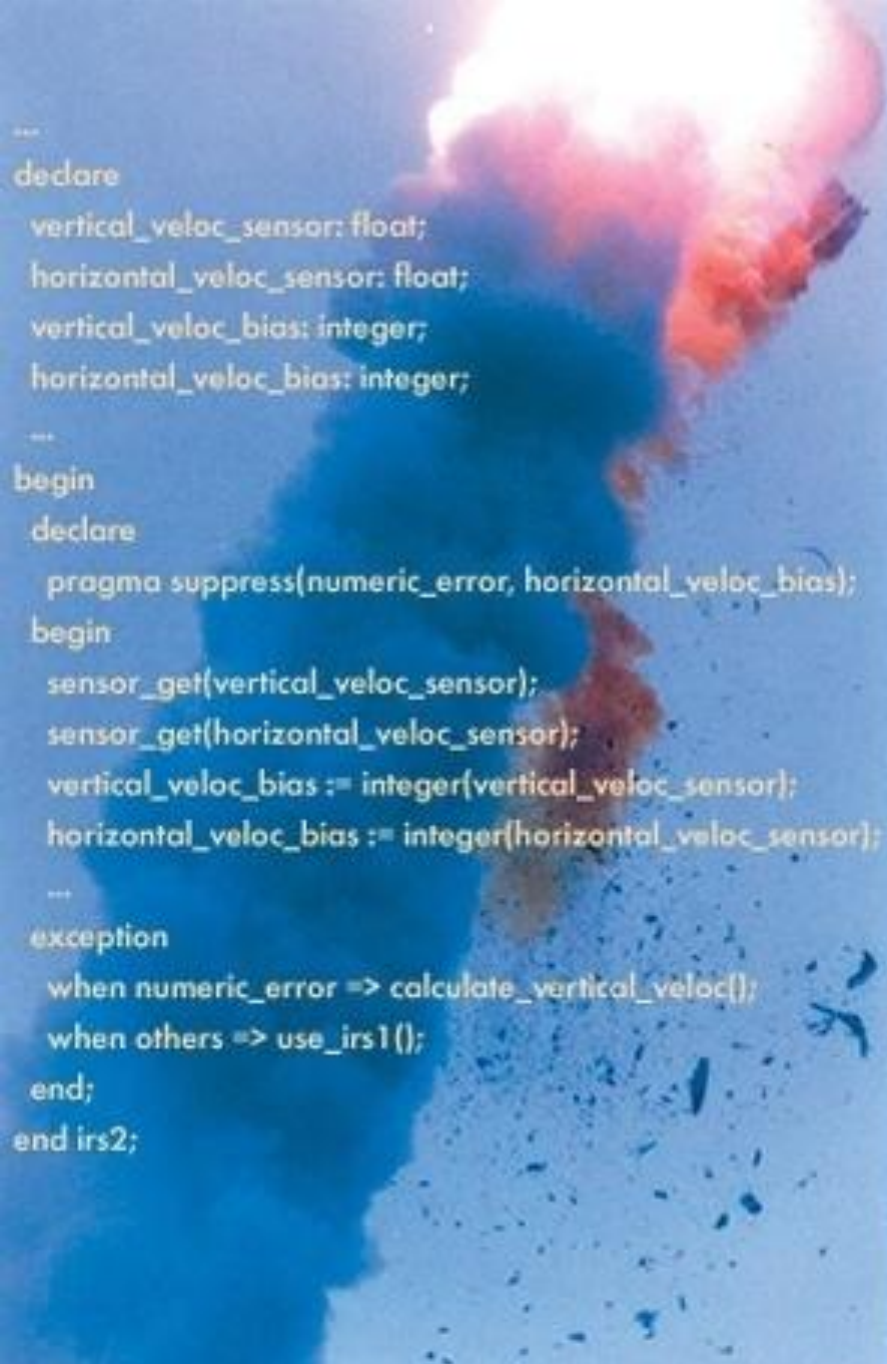 ...
declare
vertical_veloc_sensor: float;
horizontal_veloc_sensor: float;
vertical_veloc_bias: integer;
horizontal_veloc_bias: integer;
...
begin
declare
pragma suppress(numeric_error, horizontal_veloc_bias);
begin
sensor_get(vertical_veloc_sensor);
sensor_get(horizontal_veloc_sensor);
vertical_veloc_bias := integer(vertical_veloc_sensor);
horizontal_veloc_bias := integer(horizontal_veloc_sensor);
...
exception
when numeric_error => calculate_vertical_veloc();
when others => use_irs1();
end;
end irs2;